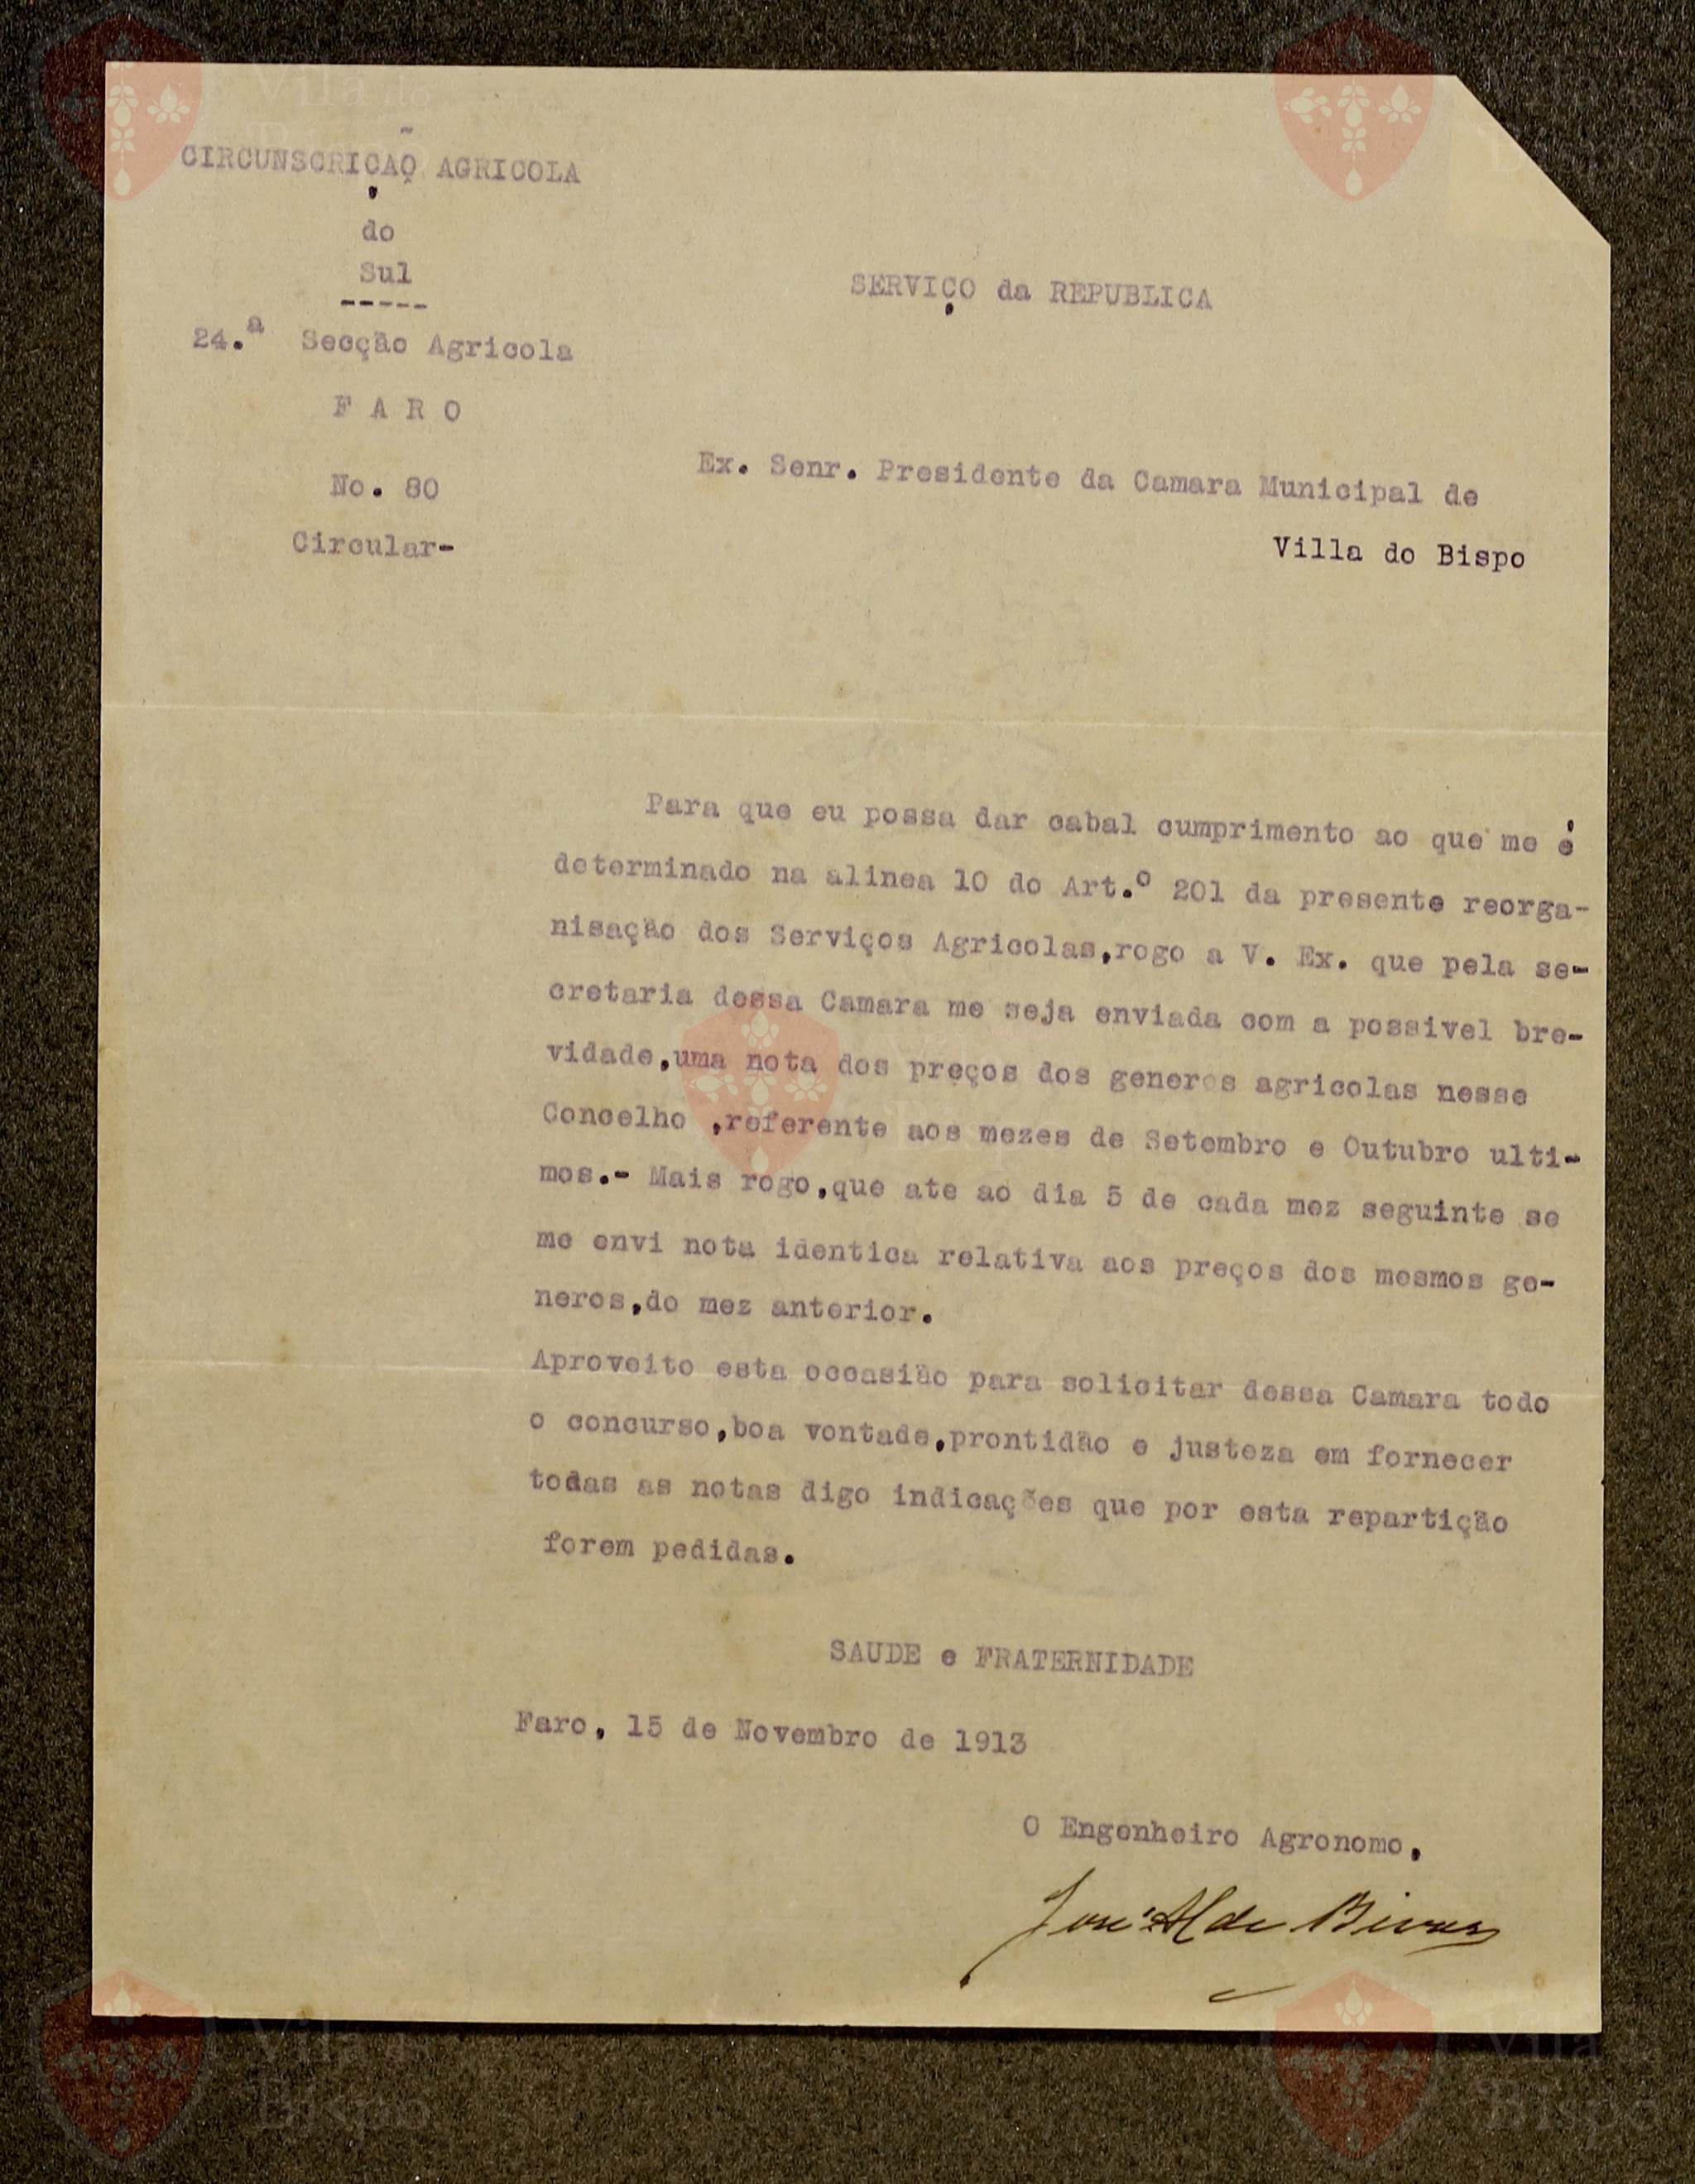 CIRCUNSCRIÇÃO AGRICOLA
do
Sul
-----
24.ª Secção Agricola
FARO
No. 80
Circular-
SERVIÇO da REPUBLICA
Ex. Senr. Presidente da Camara Municipal de
Villa do Bispo
Para que eu possa dar cabal cumprimento ao que me é
determinado na alinea 10 do Art.º 201 da presente reorga-
nisação dos Serviços Agricolas,rogo a V. Ex. que pela se-
cretaria dessa Camara me seja enviada com a possivel bre-
vidade,uma nota dos preços dos generos agricolas nesse
Concelho ,referente aos mezes de Setembro e Outubro ulti-
mos.- Mais rogo,que ate ao dia 5 de cada mez seguinte se
me envi nota identica relativa aos preços dos mesmos ge-
neros,do mez anterior.
Aproveito esta occasião para solicitar dessa Camara todo
o concurso,boa vontade,prontidão e justeza em fornecer
todas as notas digo indicações que por esta repartição
forem pedidas.
SAUDE e FRATERNIDADE
Faro, 15 de Novembro de 1913
O Engenheiro Agronomo,
José de Bivar
Vila do
Bispo